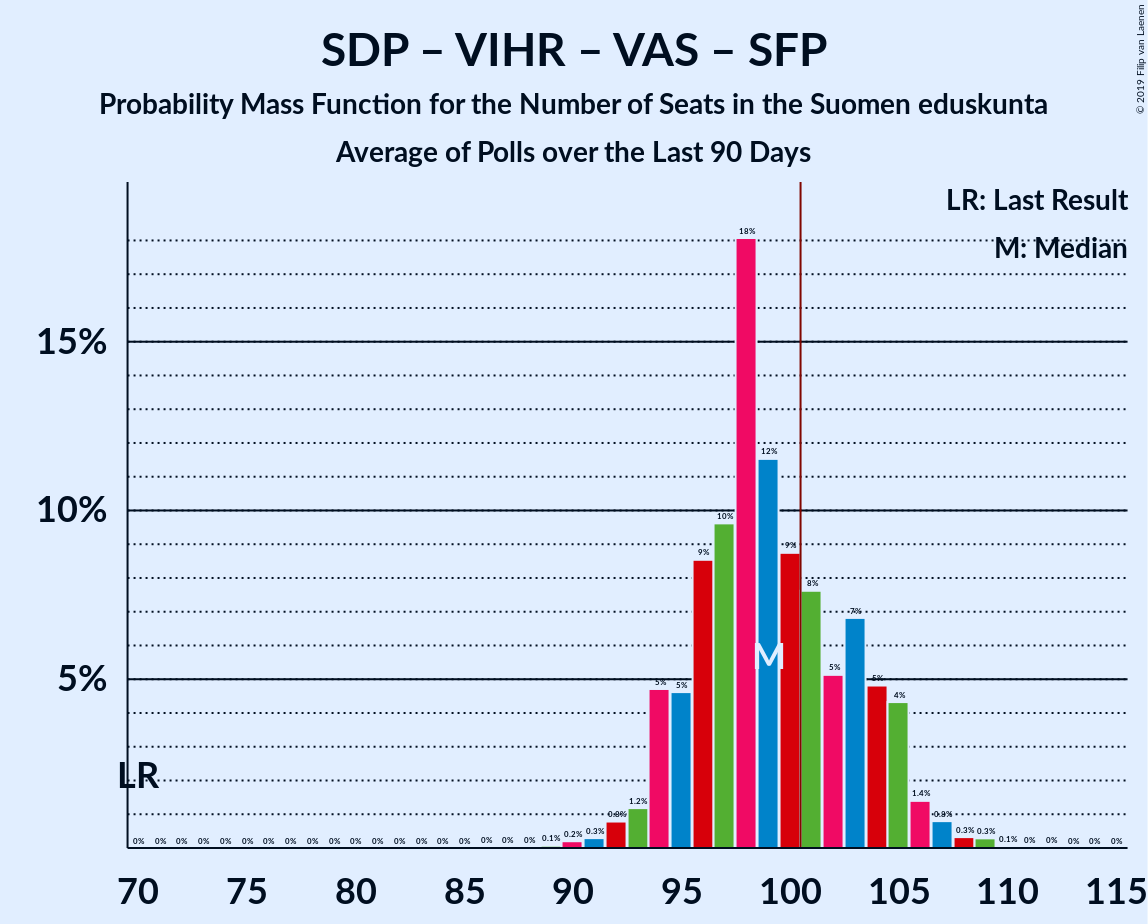 SDP – VIHR – VAS – SFP
Probability Mass Function for the Number of Seats in the Suomen eduskunta
Average of Polls over the Last 90 Days
© 2019 Filip van Laenen
LR: Last Result
M: Median
15%
10%
5%
LR
M
0% 0% 0% 0% 0% 0% 0% 0% 0% 0% 0% 0% 0% 0% 0% 0% 0% 0% 0% 0.1% 0.2% 0.3% 0.8% 1.2% 5% 5% 9% 10% 18% 12% 9% 8% 5% 7% 5% 4% 1.4% 0.8% 0.3% 0.3% 0.1% 0% 0% 0% 0% 0%
70 75 80 85 90 95 100 105 110 115